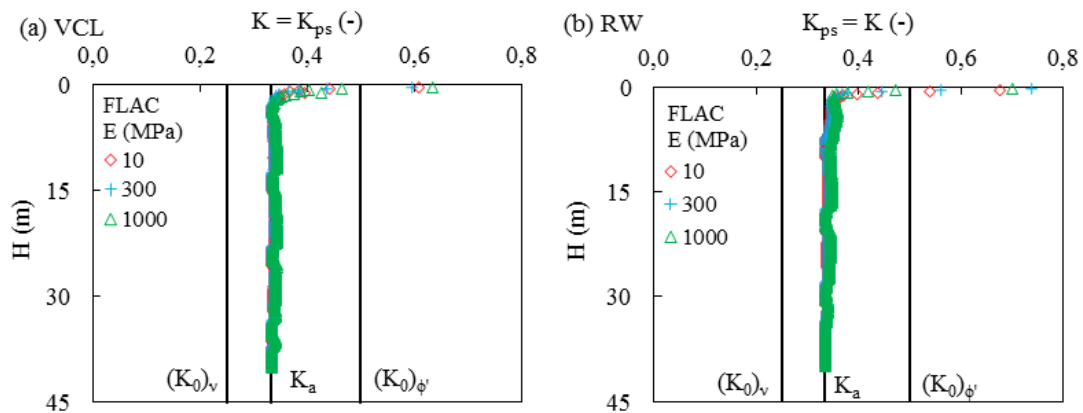 (a) VCL
K = Kₚₛ (-)
0,0 0,2 0,4 0,6 0,8
0
15
30
45
H (m)
FLAC
E (MPa)
10
300
1000
(K₀)ᵥ
Kₐ
(K₀)ϕ'
(b) RW
Kₚₛ = K (-)
0,0 0,2 0,4 0,6 0,8
0
15
30
45
H (m)
FLAC
E (MPa)
10
300
1000
(K₀)ᵥ
Kₐ
(K₀)ϕ'